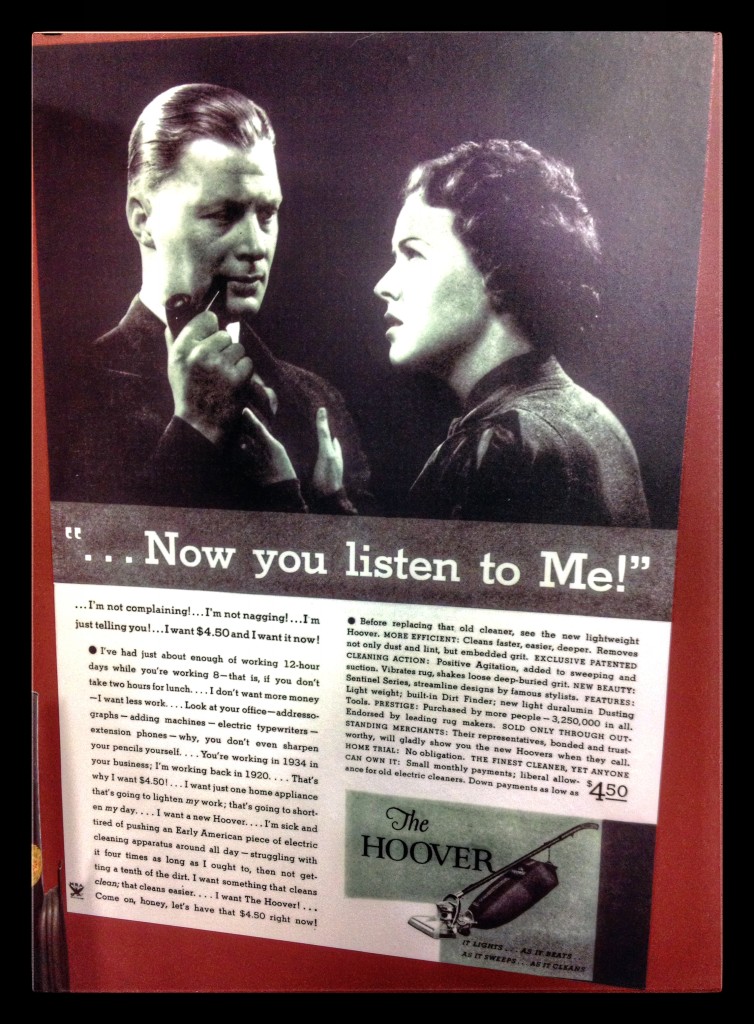 "...Now you listen to Me!"
...I'm not complaining!...I'm not nagging!...I'm
just telling you!...I want $4.50 and I want it now!
● I've had just about enough of working 12-hour
days while you're working 8—that is, if you don't
take two hours for lunch.... I don't want more money
—I want less work.... Look at your office—addresso-
graphs—adding machines—electric typewriters—
extension phones—why, you don't even sharpen
your pencils yourself.... You're working in 1934 in
your business; I'm working back in 1920.... That's
why I want $4.50!... I want just one home appliance
that's going to lighten my work; that's going to short-
en my day.... I want a new Hoover.... I'm sick and
tired of pushing an Early American piece of electric
cleaning apparatus around all day—struggling with
it four times as long as I ought to, then not get-
ting a tenth of the dirt. I want something that cleans
clean; that cleans easier.... I want The Hoover!...
Come on, honey, let's have that $4.50 right now!
● Before replacing that old cleaner, see the new lightweight
Hoover. MORE EFFICIENT: Cleans faster, easier, deeper. Removes
not only dust and lint, but embedded grit. EXCLUSIVE PATENTED
CLEANING ACTION: Positive Agitation, added to sweeping and
suction. Vibrates rug, shakes loose deep-buried grit. NEW BEAUTY:
Sentinel Series, streamline designs by famous stylists. FEATURES:
Light weight; built-in Dirt Finder; new light duralumin Dusting
Tools. PRESTIGE: Purchased by more people—3,250,000 in all.
Endorsed by leading rug makers. SOLD ONLY THROUGH OUT-
STANDING MERCHANTS: Their representatives, bonded and trust-
worthy, will gladly show you the new Hoovers when they call.
HOME TRIAL: No obligation. THE FINEST CLEANER, YET ANYONE
CAN OWN IT: Small monthly payments; liberal allow-
ance for old electric cleaners. Down payments as low as $4.50
The
HOOVER
IT LIGHTS... AS IT BEATS...
AS IT SWEEPS... AS IT CLEANS